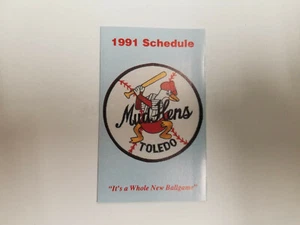 1991 Schedule
Mud Hens
TOLEDO
"It's a Whole New Ballgame"